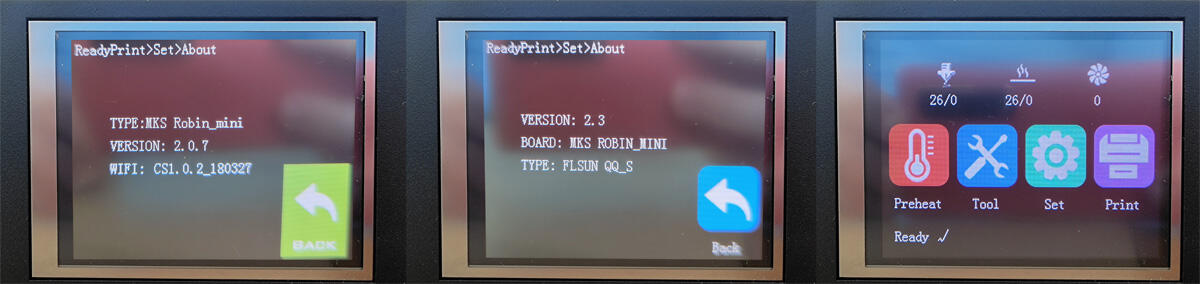 ReadyPrint>Set>About
TYPE:MKS Robin_mini
VERSION: 2.0.7
WIFI: CS1.0.2_180327
BACK
ReadyPrint>Set>About
VERSION: 2.3
BOARD: MKS ROBIN_MINI
TYPE: FLSUN QQ_S
Back
26/0 26/0 0
Preheat Tool Set Print
Ready √